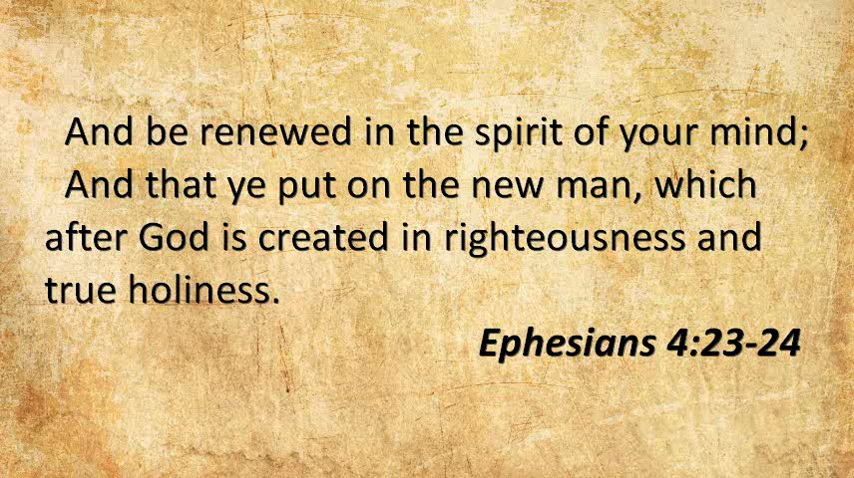 And be renewed in the spirit of your mind;
And that ye put on the new man, which
after God is created in righteousness and
true holiness.
Ephesians 4:23-24